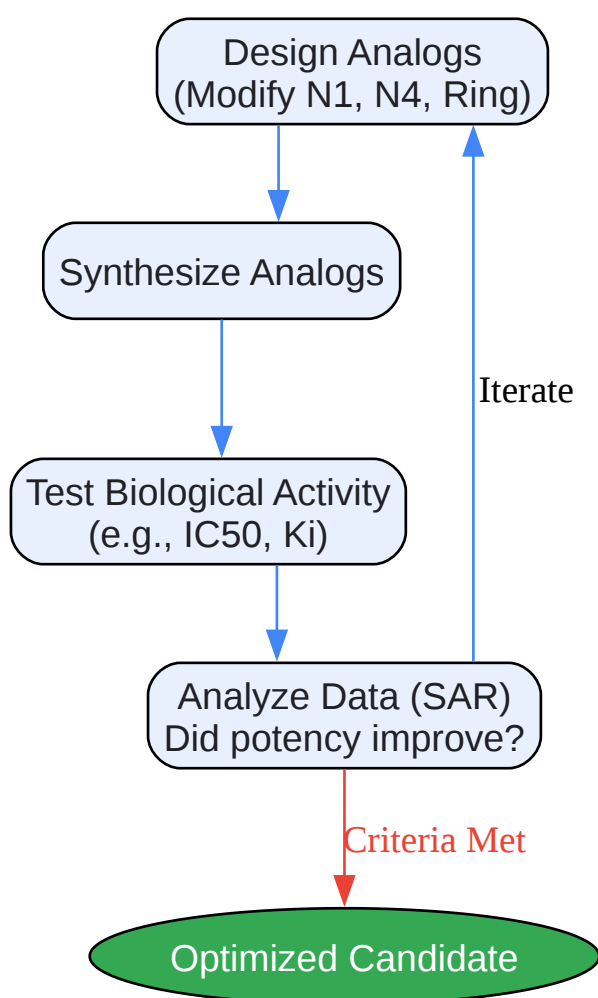 Design Analogs
(Modify N1, N4, Ring)
Synthesize Analogs
Iterate
Test Biological Activity
(e.g., IC50, Ki)
Analyze Data (SAR)
Did potency improve?
Criteria Met
Optimized Candidate